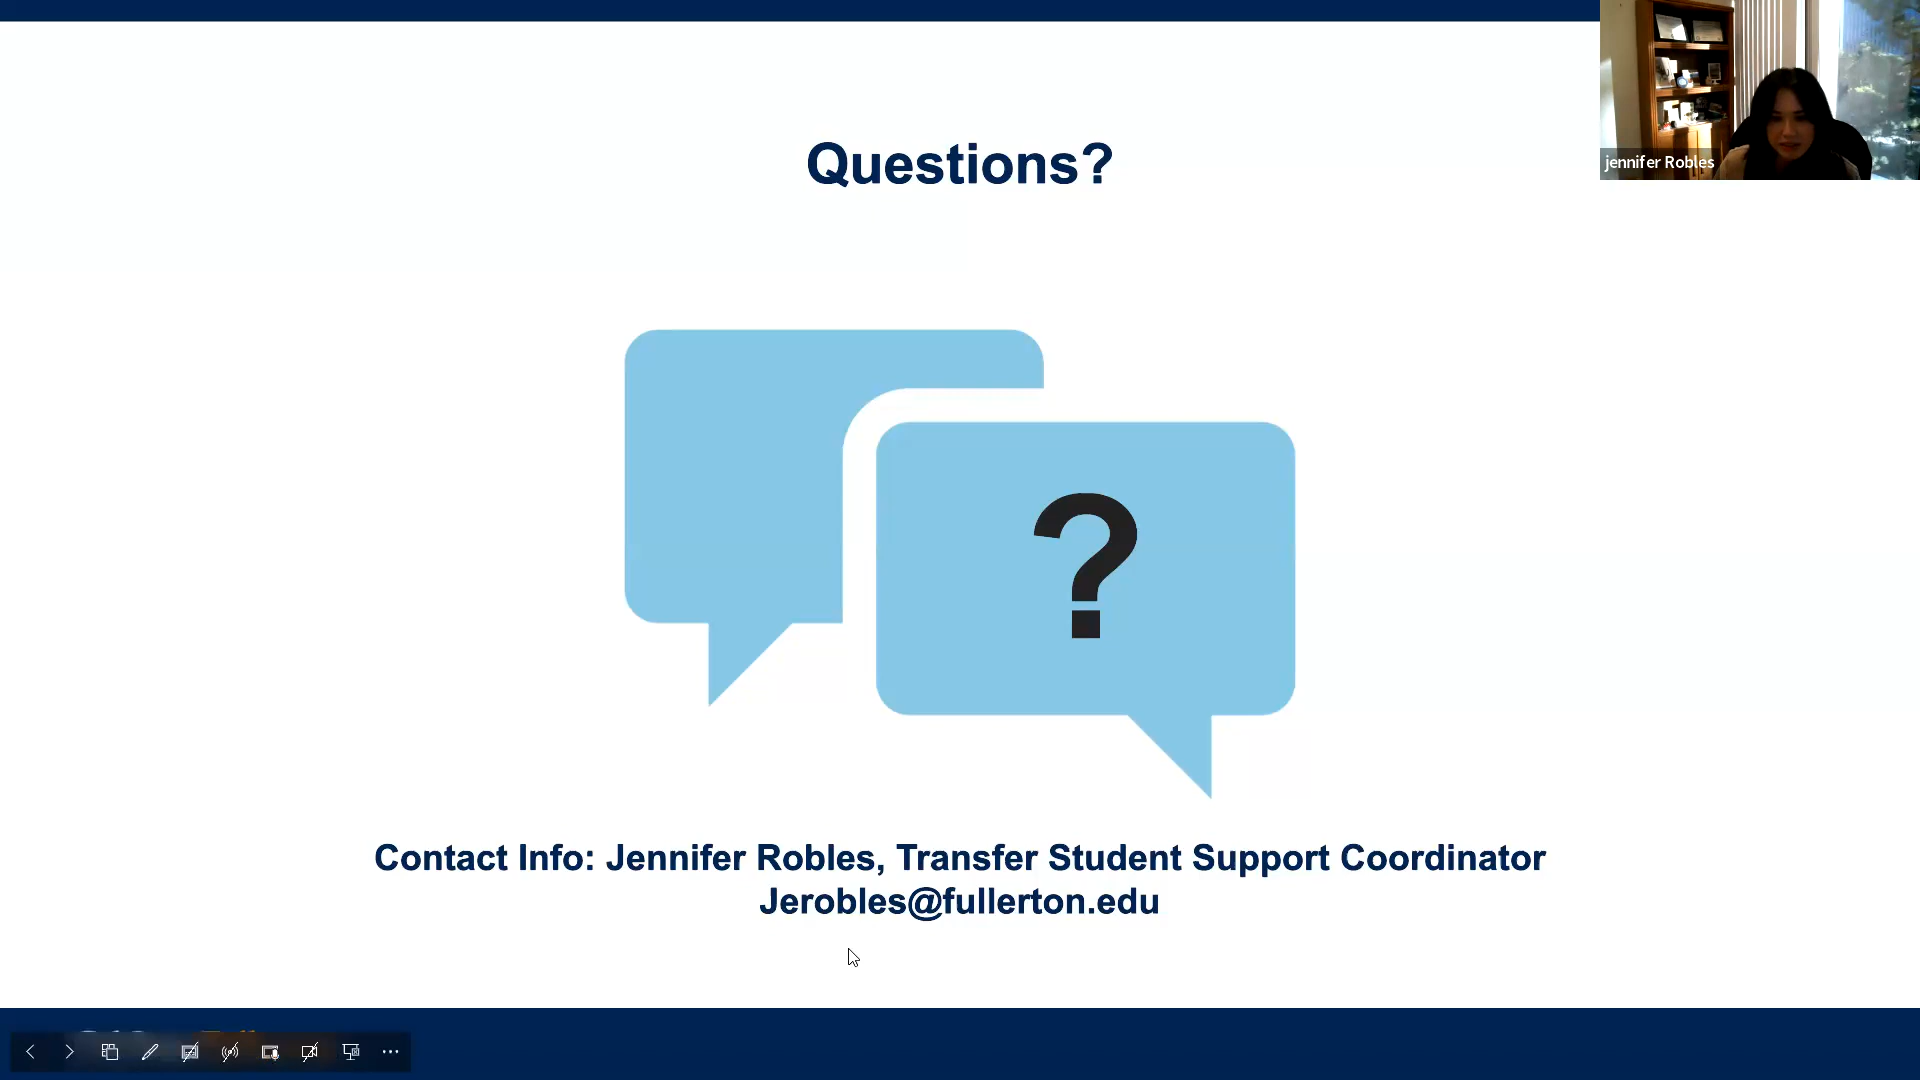 Questions?
jennifer Robles
?
Contact Info: Jennifer Robles, Transfer Student Support Coordinator
Jerobles@fullerton.edu